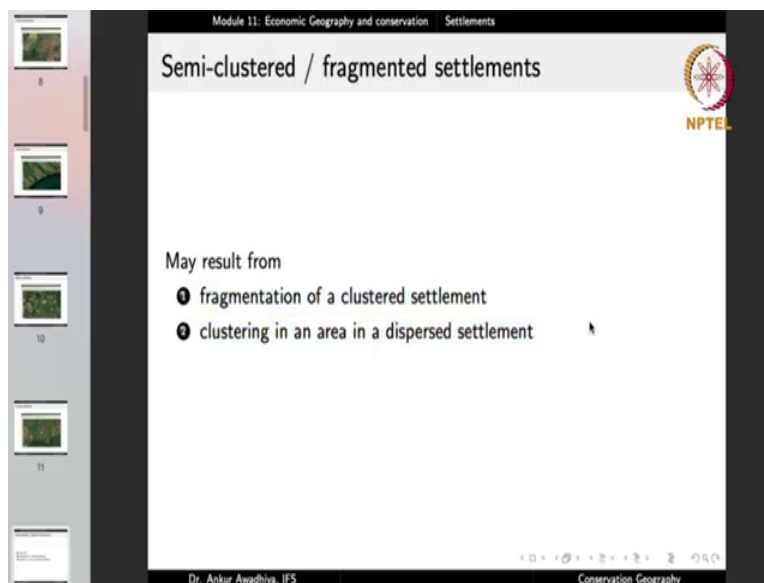 Module 11: Economic Geography and conservation Settlements
Semi-clustered / fragmented settlements
NPTEL
May result from
1 fragmentation of a clustered settlement
2 clustering in an area in a dispersed settlement
8
9
10
11
Dr. Ankur Awadhiya, IFS Conservation Geography